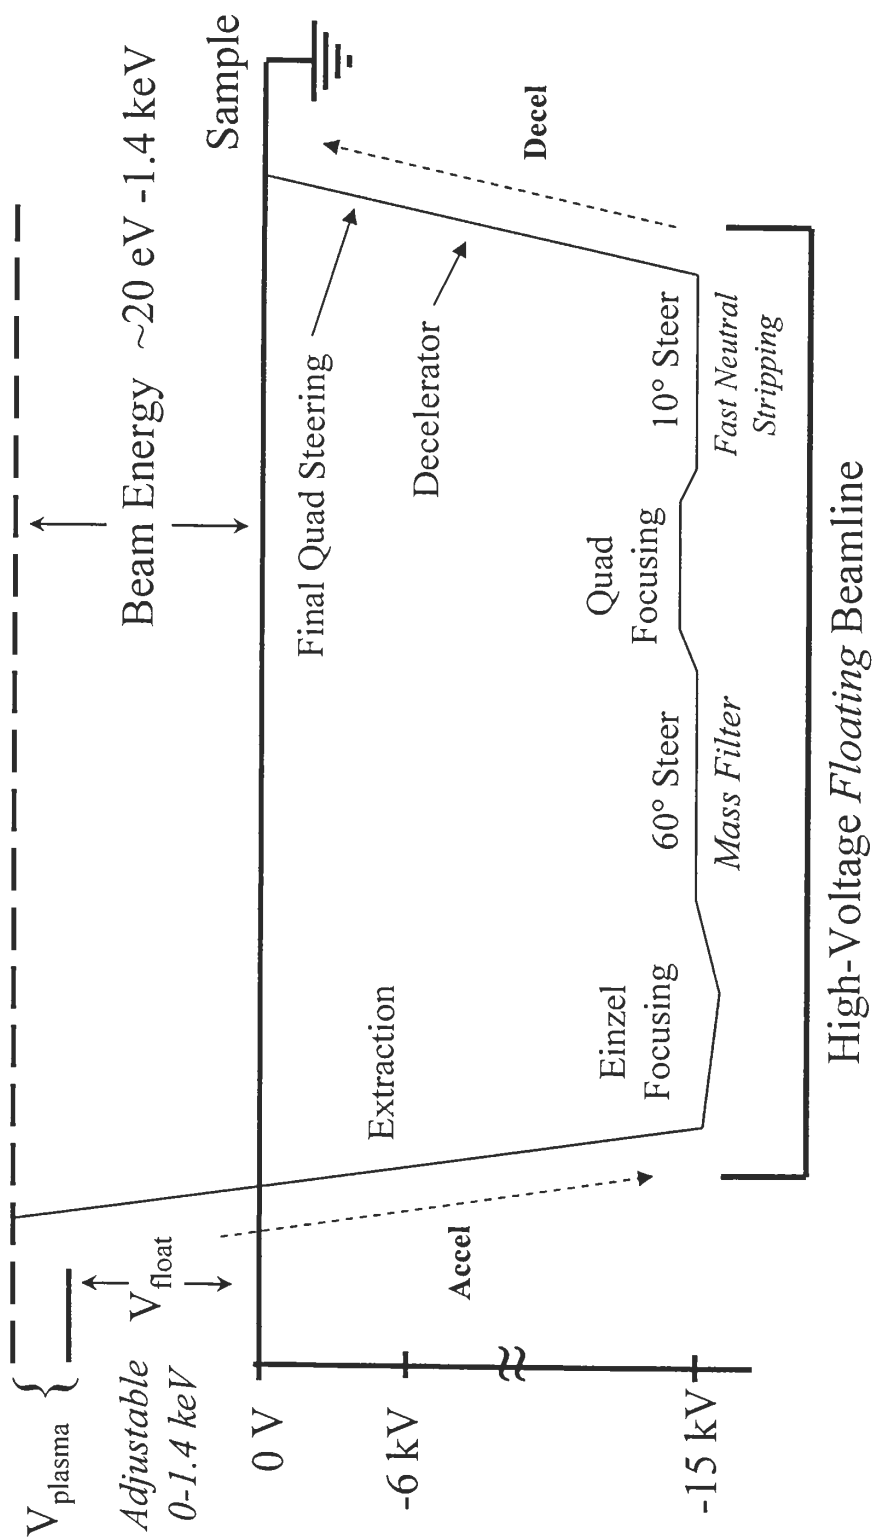 V plasma
Adjustable
0-1.4 keV
V float
Beam Energy ~20 eV -1.4 keV
Sample
0 V
-6 kV
-15 kV
Accel
Extraction
Einzel
Focusing
60° Steer
Mass Filter
Quad
Focusing
10° Steer
Fast Neutral
Stripping
Final Quad Steering
Decelerator
Decel
High-Voltage Floating Beamline